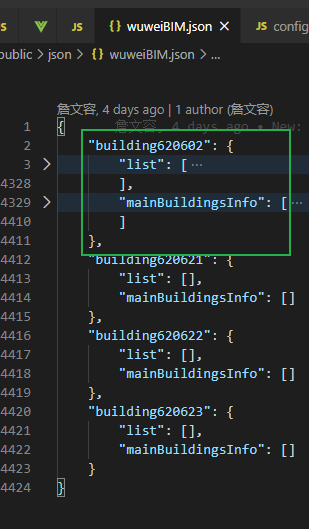 JS
{} wuweiBIM.json ×
JS config
public > json > {} wuweiBIM.json > ...
詹文容, 4 days ago | 1 author (詹文容)
1 { 詹文容, 4 days ago • New:
2 "building620602": {
3 > "list": [ ···
4328 ],
4329 > "mainBuildingsInfo": [ ···
4410 ]
4411 },
4412 "building620621": {
4413 "list": [],
4414 "mainBuildingsInfo": []
4415 },
4416 "building620622": {
4417 "list": [],
4418 "mainBuildingsInfo": []
4419 },
4420 "building620623": {
4421 "list": [],
4422 "mainBuildingsInfo": []
4423 }
4424 }